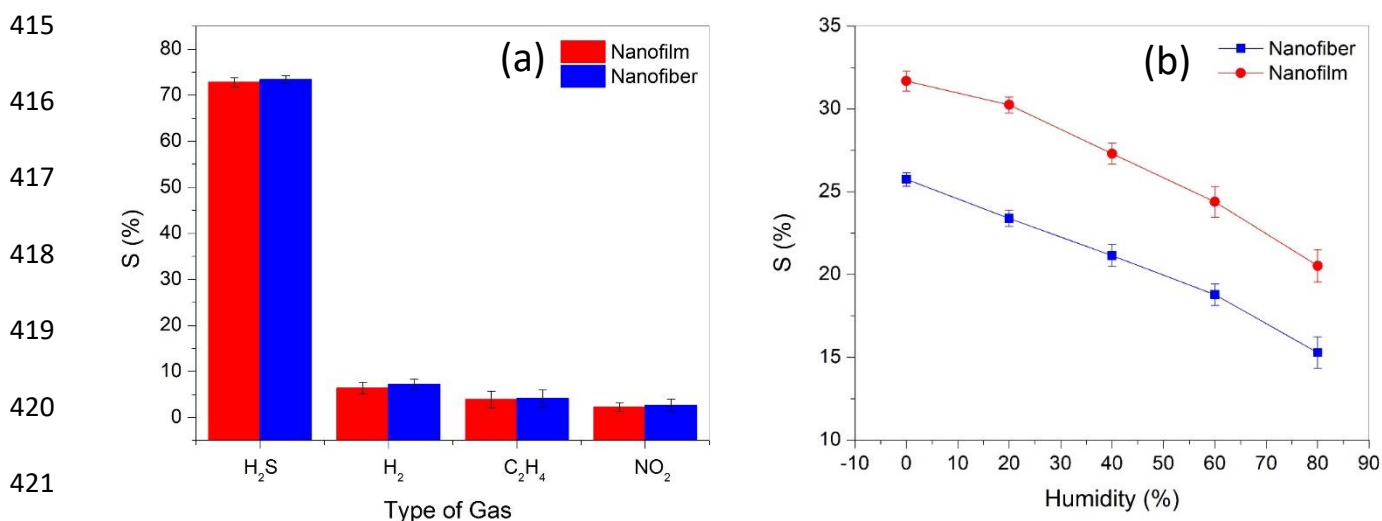 415
416
417
418
419
420
421
(a)
Nanofilm
Nanofiber
80
70
60
50
40
30
20
10
0
S (%)
H₂S H₂ C₂H₄ NO₂
Type of Gas
(b)
Nanofiber
Nanofilm
35
30
25
20
15
10
S (%)
-10 0 10 20 30 40 50 60 70 80 90
Humidity (%)